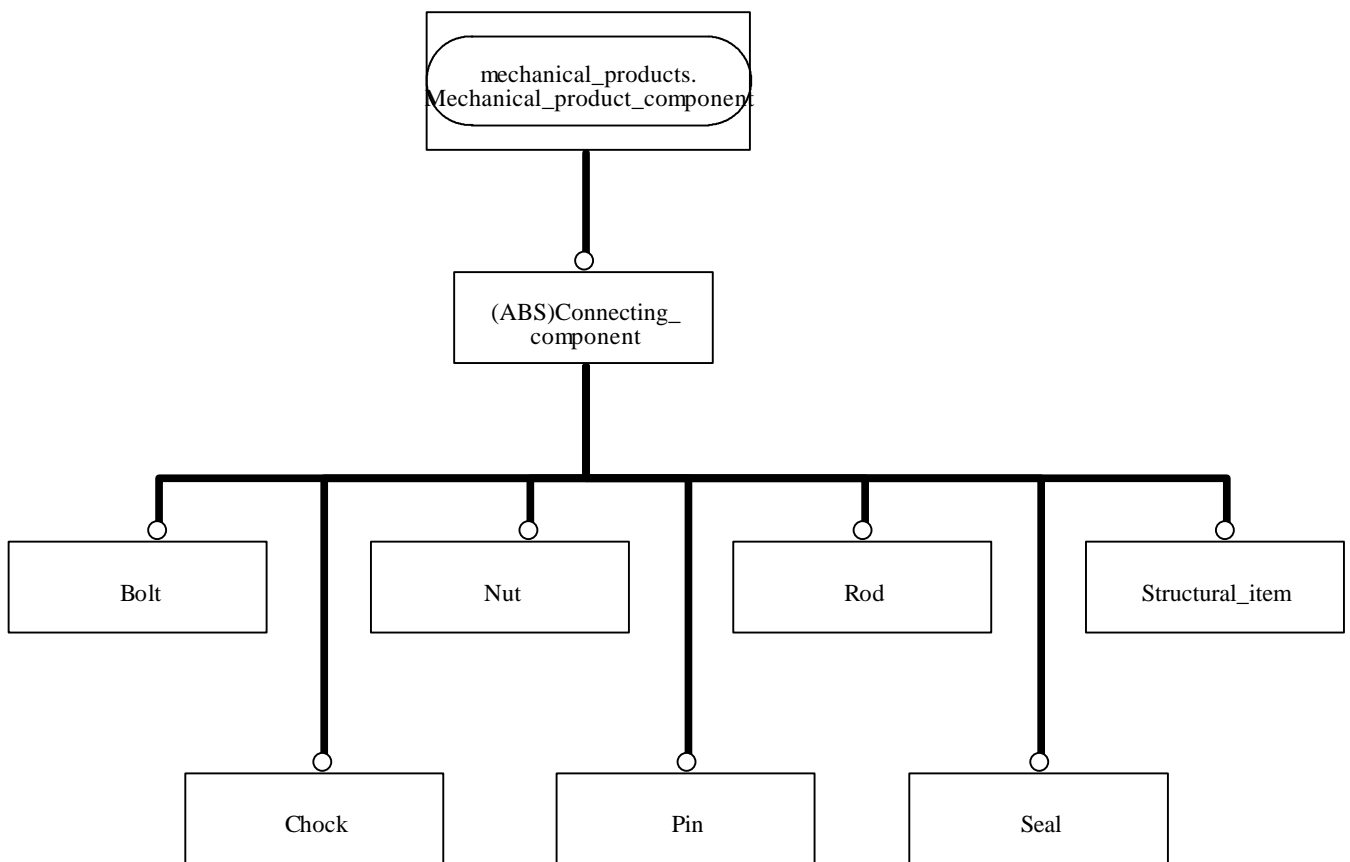 mechanical_products.
Mechanical_product_component
(ABS)Connecting_
component
Bolt
Nut
Rod
Structural_item
Chock
Pin
Seal